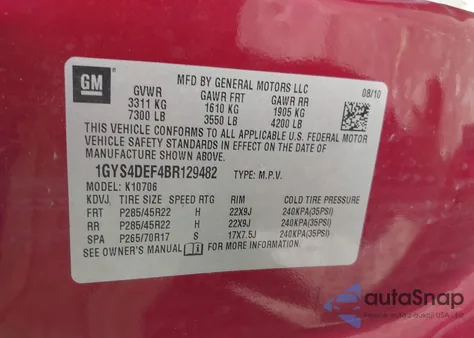 GM
MFD BY GENERAL MOTORS LLC
08/10
GVWR GAWR FRT GAWR RR
3311 KG 1610 KG 1905 KG
7300 LB 3550 LB 4200 LB
THIS VEHICLE CONFORMS TO ALL APPLICABLE U.S. FEDERAL MOTOR
VEHICLE SAFETY STANDARDS IN EFFECT ON THE DATE OF
MANUFACTURE SHOWN ABOVE.
1GYS4DEF4BR129482 TYPE: M.P.V.
MODEL: K10706
KDVJ, TIRE SIZE SPEED RTG RIM COLD TIRE PRESSURE
FRT P285/45R22 H 22X9J 240KPA(35PSI)
RR P285/45R22 H 22X9J 240KPA(35PSI)
SPA P265/70R17 S 17X7.5J 240KPA(35PSI)
SEE OWNER'S MANUAL FOR MORE INFORMATION.
autoSnap